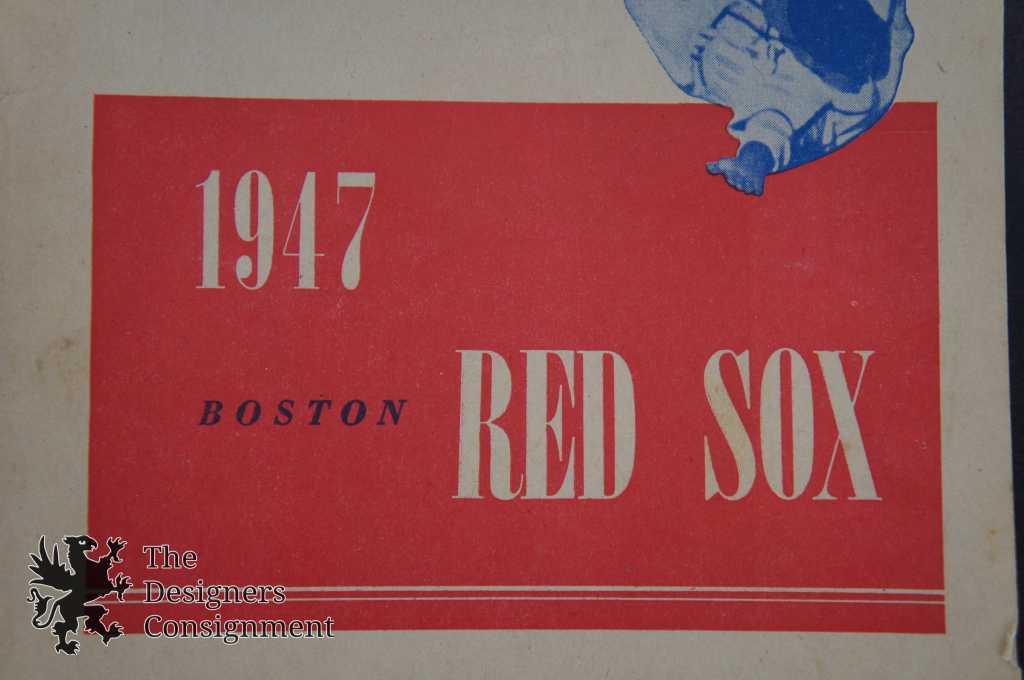 1947
BOSTON RED SOX
The
Designers
Consignment